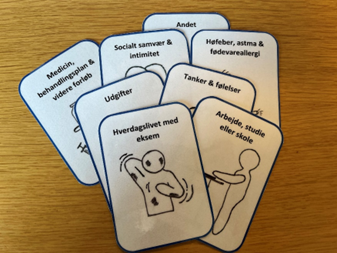 Andet
Socialt samvær &
intimitet
Høfeber, astma &
fødevareallergi
Medicin,
behandlingsplan &
videre forløb
Udgifter
Tanker & følelser
Hverdagslivet med
eksem
Arbejde, studie
eller skole